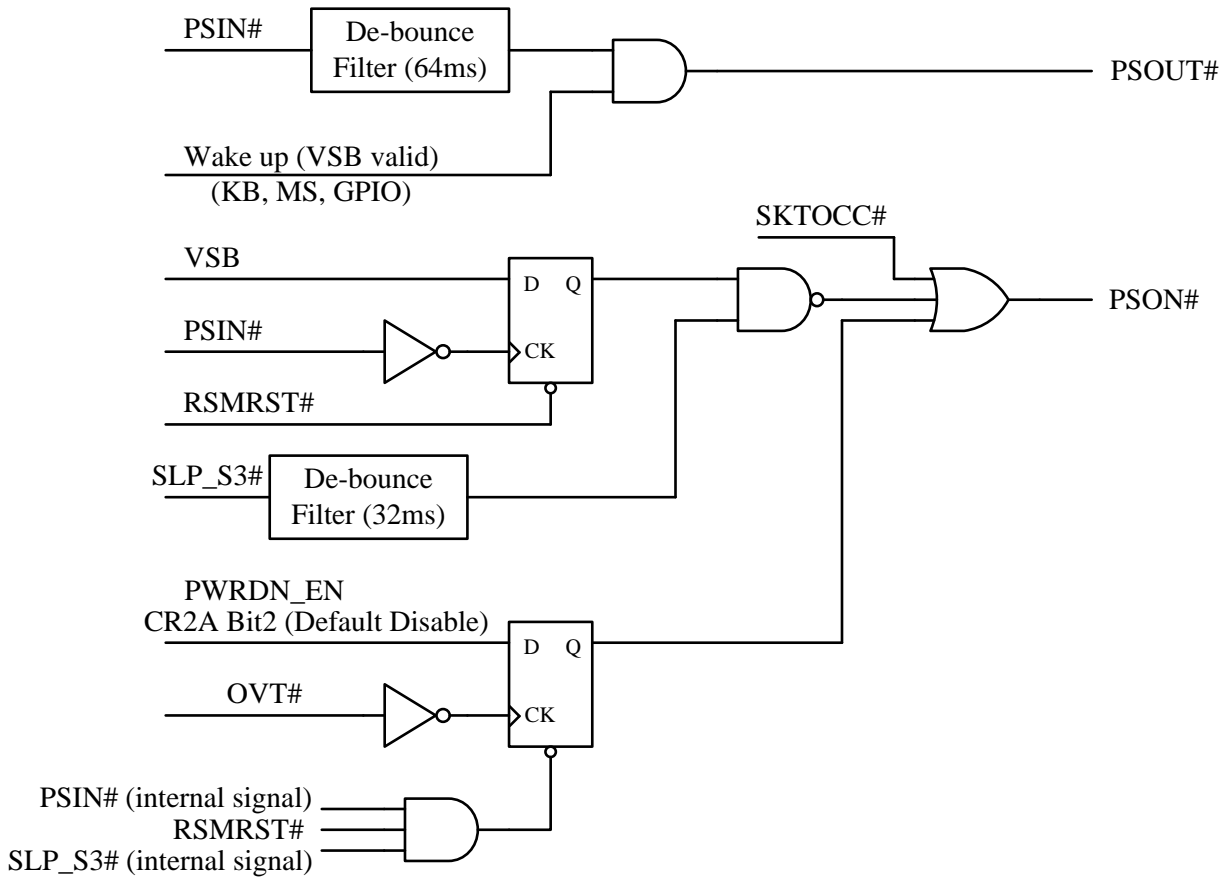 PSIN#
De-bounce
Filter (64ms)
PSOUT#
Wake up (VSB valid)
(KB, MS, GPIO)
SKTOCC#
VSB
D Q
PSIN#
CK
PSON#
RSMRST#
SLP_S3#
De-bounce
Filter (32ms)
PWRDN_EN
CR2A Bit2 (Default Disable)
D Q
OVT#
CK
PSIN# (internal signal)
RSMRST#
SLP_S3# (internal signal)